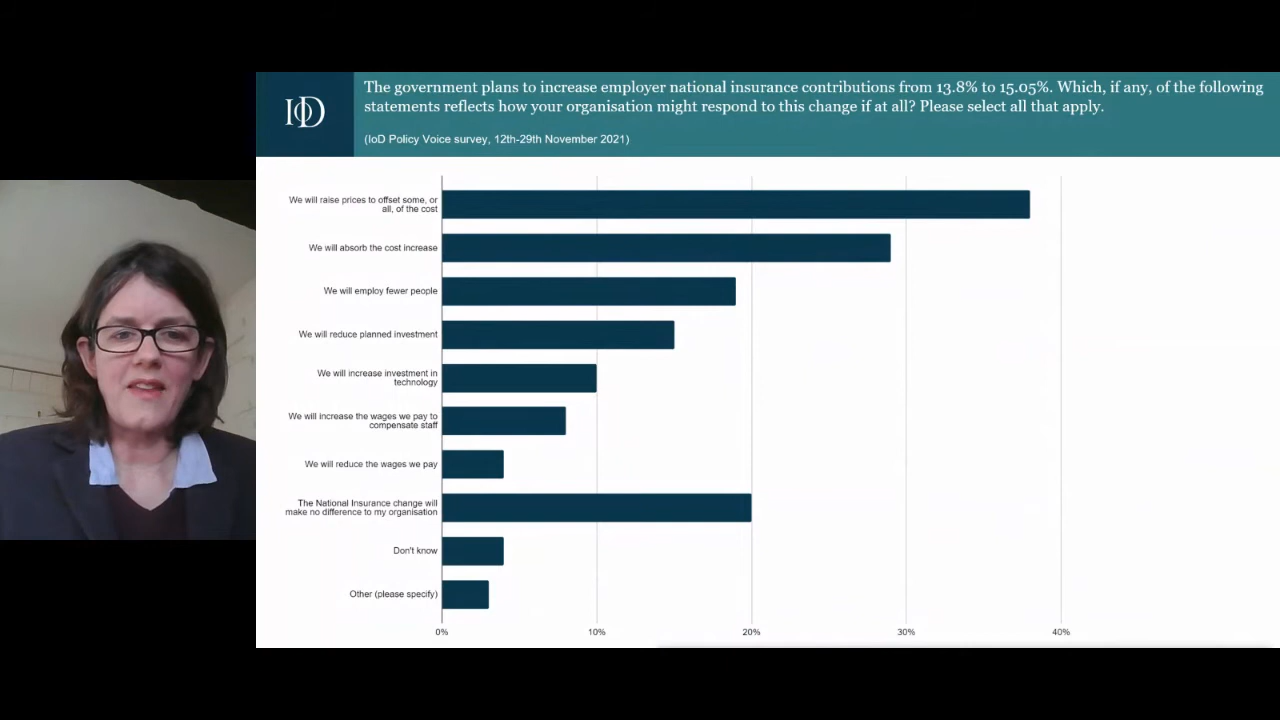 IOD
The government plans to increase employer national insurance contributions from 13.8% to 15.05%. Which, if any, of the following
statements reflects how your organisation might respond to this change if at all? Please select all that apply.
(IoD Policy Voice survey, 12th-29th November 2021)
We will raise prices to offset some, or
all, of the cost
We will absorb the cost increase
We will employ fewer people
We will reduce planned investment
We will increase investment in
technology
We will increase the wages we pay to
compensate staff
We will reduce the wages we pay
The National Insurance change will
make no difference to my organisation
Don't know
Other (please specify)
0%
10%
20%
30%
40%